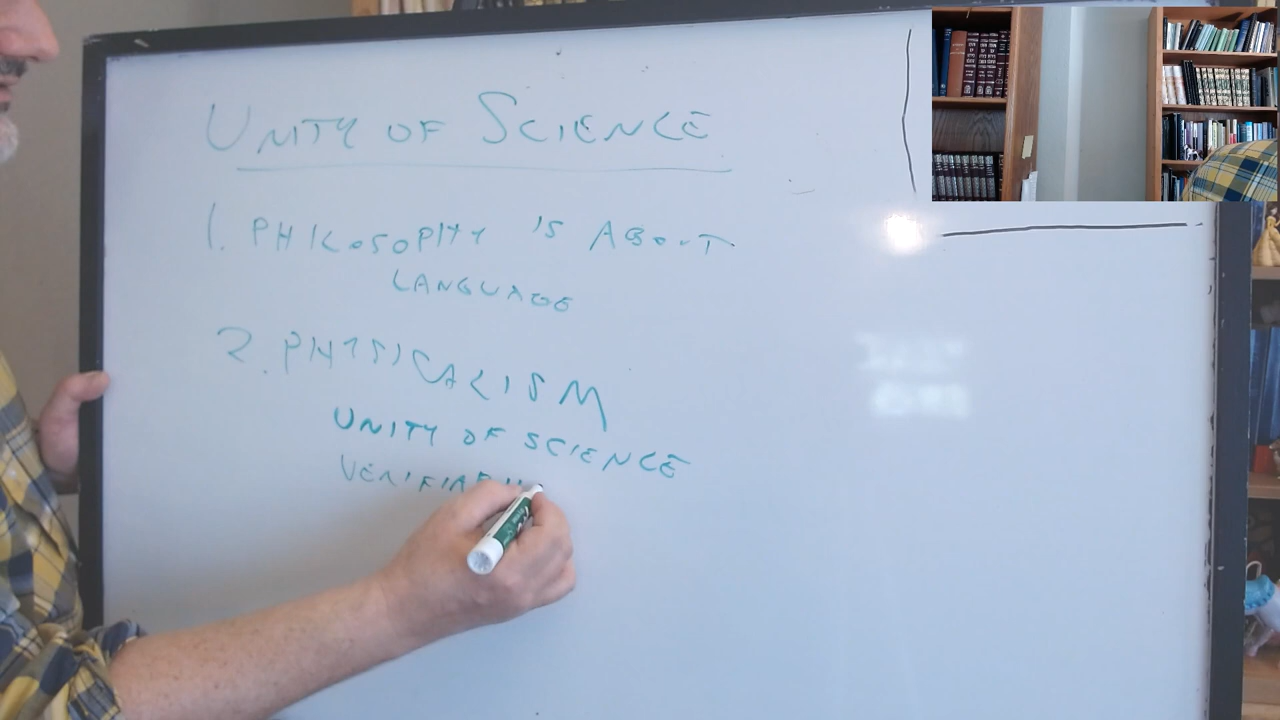 UNITY OF SCIENCE
1. PHILOSOPHY IS ABOUT
LANGUAGE
2. PHYSICALISM
UNITY OF SCIENCE